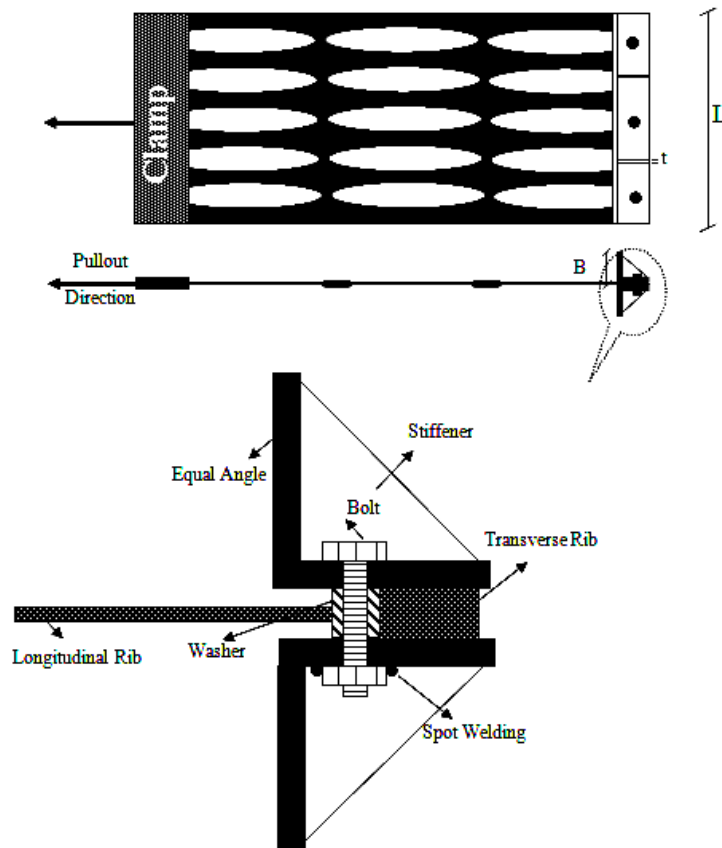 Clamp
L
t
Pullout
Direction
B
Stiffener
Equal Angle
Bolt
Transverse Rib
Washer
Longitudinal Rib
Spot Welding